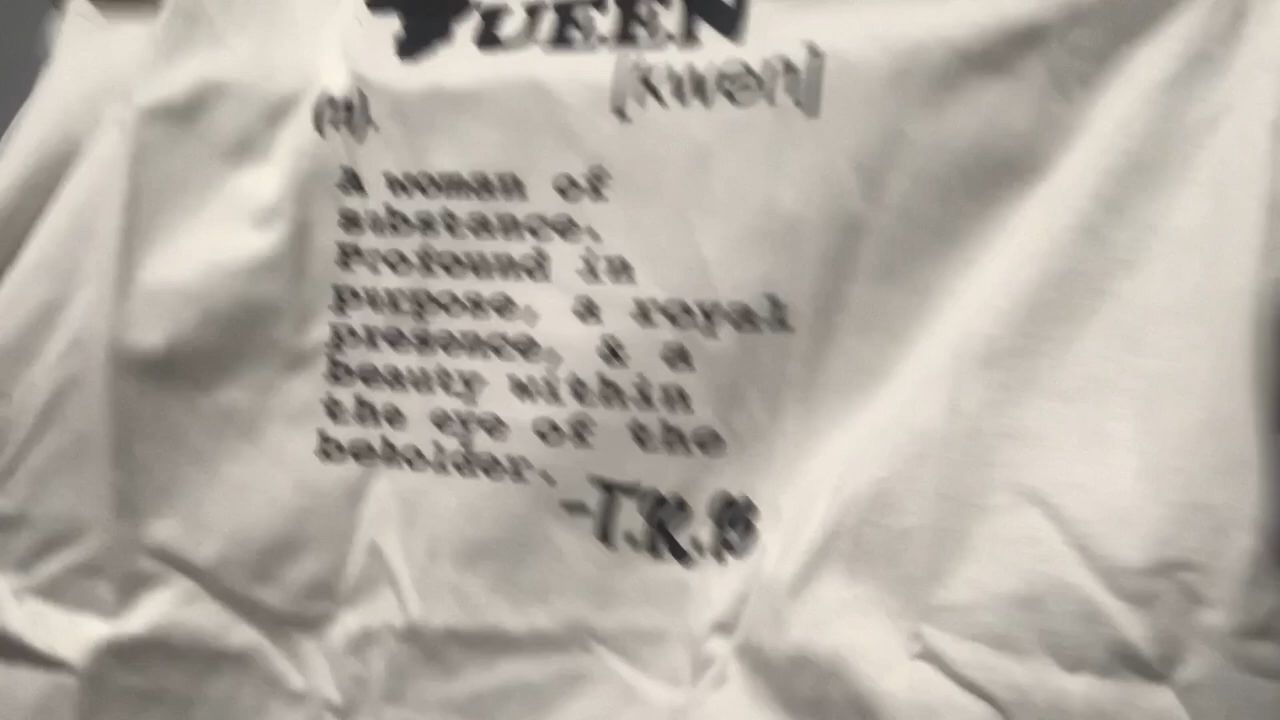 QUEEN
[kwēn]
(n).
A woman of
substance.
Profound in
purpose, a royal
presence, & a
beauty within
the eye of the
beholder.
-T.R.B